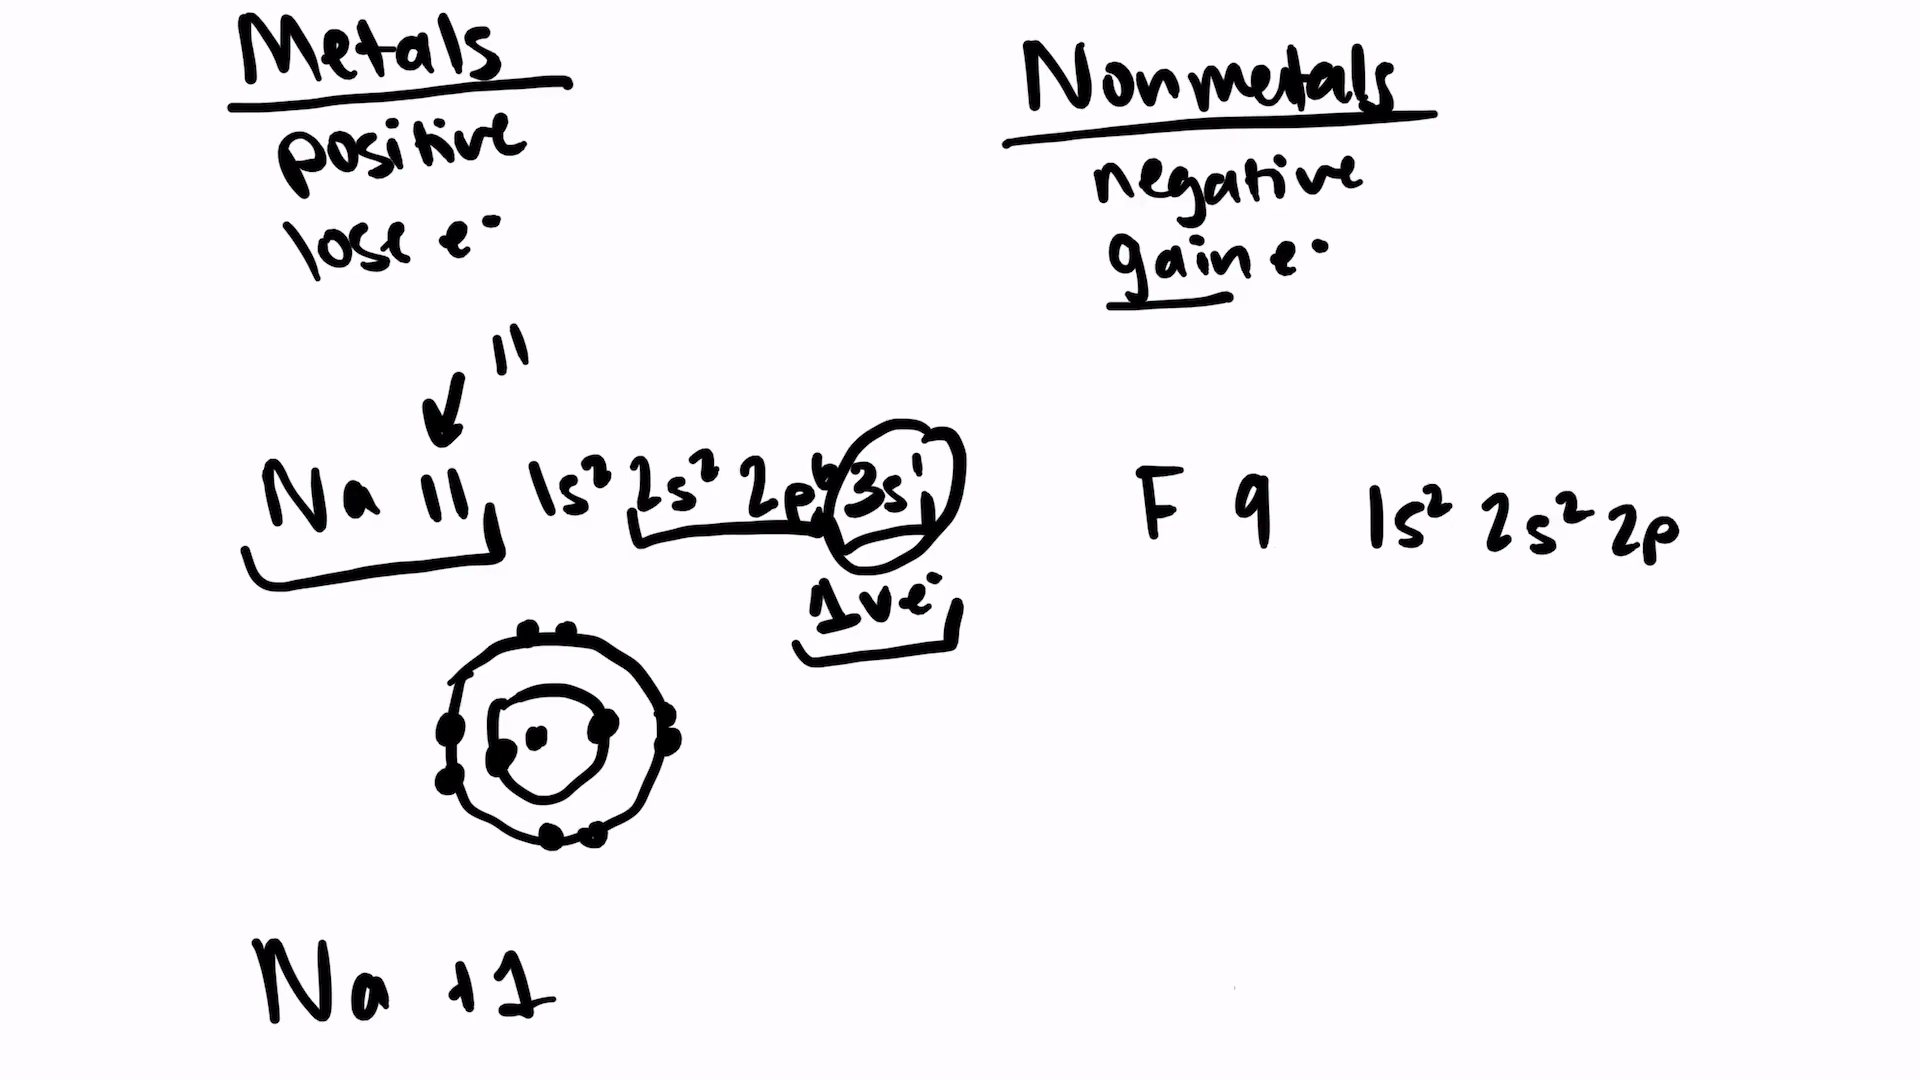 Metals
positive
lose e-
11
Na 11 1s² 2s² 2p⁶ 3s¹
1ve-
Na +1
Nonmetals
negative
gain e-
F 9 1s² 2s² 2p